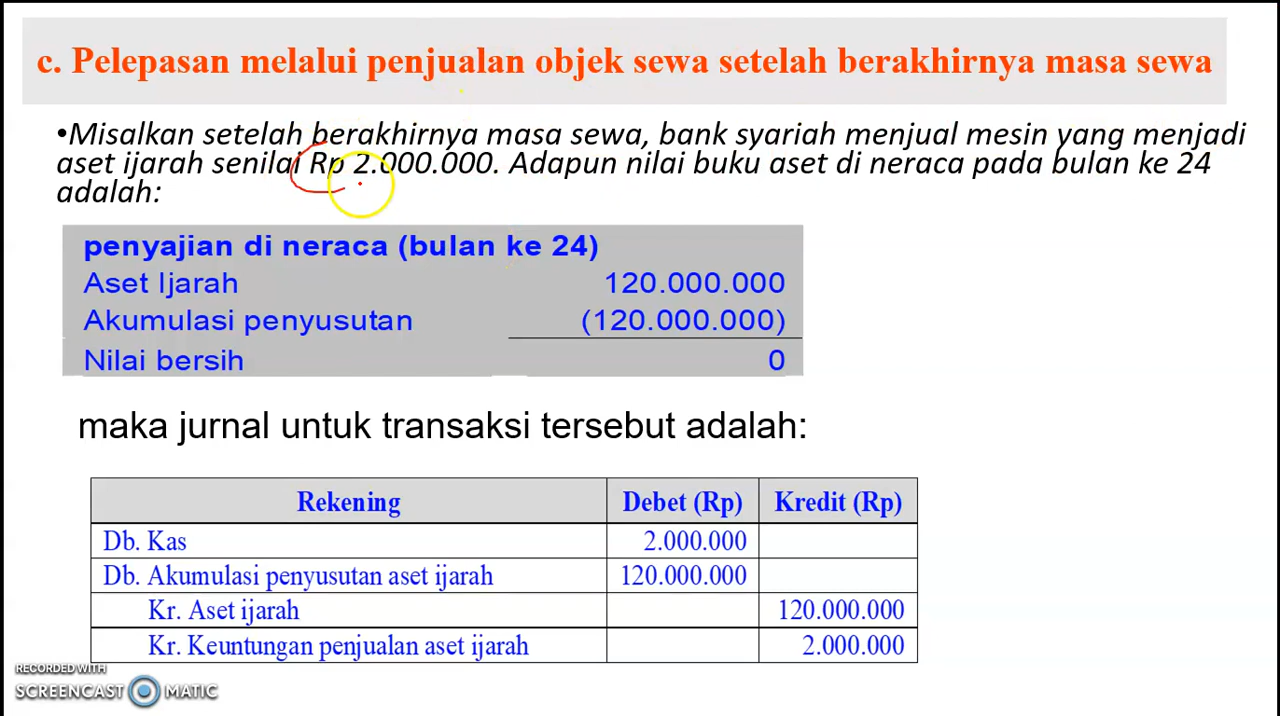 c. Pelepasan melalui penjualan objek sewa setelah berakhirnya masa sewa
•Misalkan setelah berakhirnya masa sewa, bank syariah menjual mesin yang menjadi
aset ijarah senilai Rp 2.000.000. Adapun nilai buku aset di neraca pada bulan ke 24
adalah:
penyajian di neraca (bulan ke 24)
Aset Ijarah 120.000.000
Akumulasi penyusutan (120.000.000)
Nilai bersih 0
maka jurnal untuk transaksi tersebut adalah:
Rekening Debet (Rp) Kredit (Rp)
Db. Kas 2.000.000
Db. Akumulasi penyusutan aset ijarah 120.000.000
Kr. Aset ijarah 120.000.000
Kr. Keuntungan penjualan aset ijarah 2.000.000
RECORDED WITH
SCREENCAST MATIC